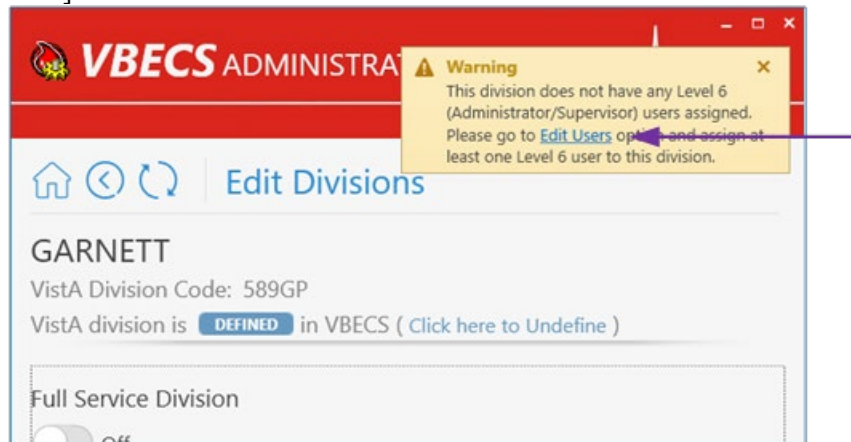 ]
VBECS ADMINISTRA
Warning
This division does not have any Level 6
(Administrator/Supervisor) users assigned.
Please go to Edit Users option and assign at
least one Level 6 user to this division.
Edit Divisions
GARNETT
VistA Division Code: 589GP
VistA division is DEFINED in VBECS ( Click here to Undefine )
Full Service Division
Off